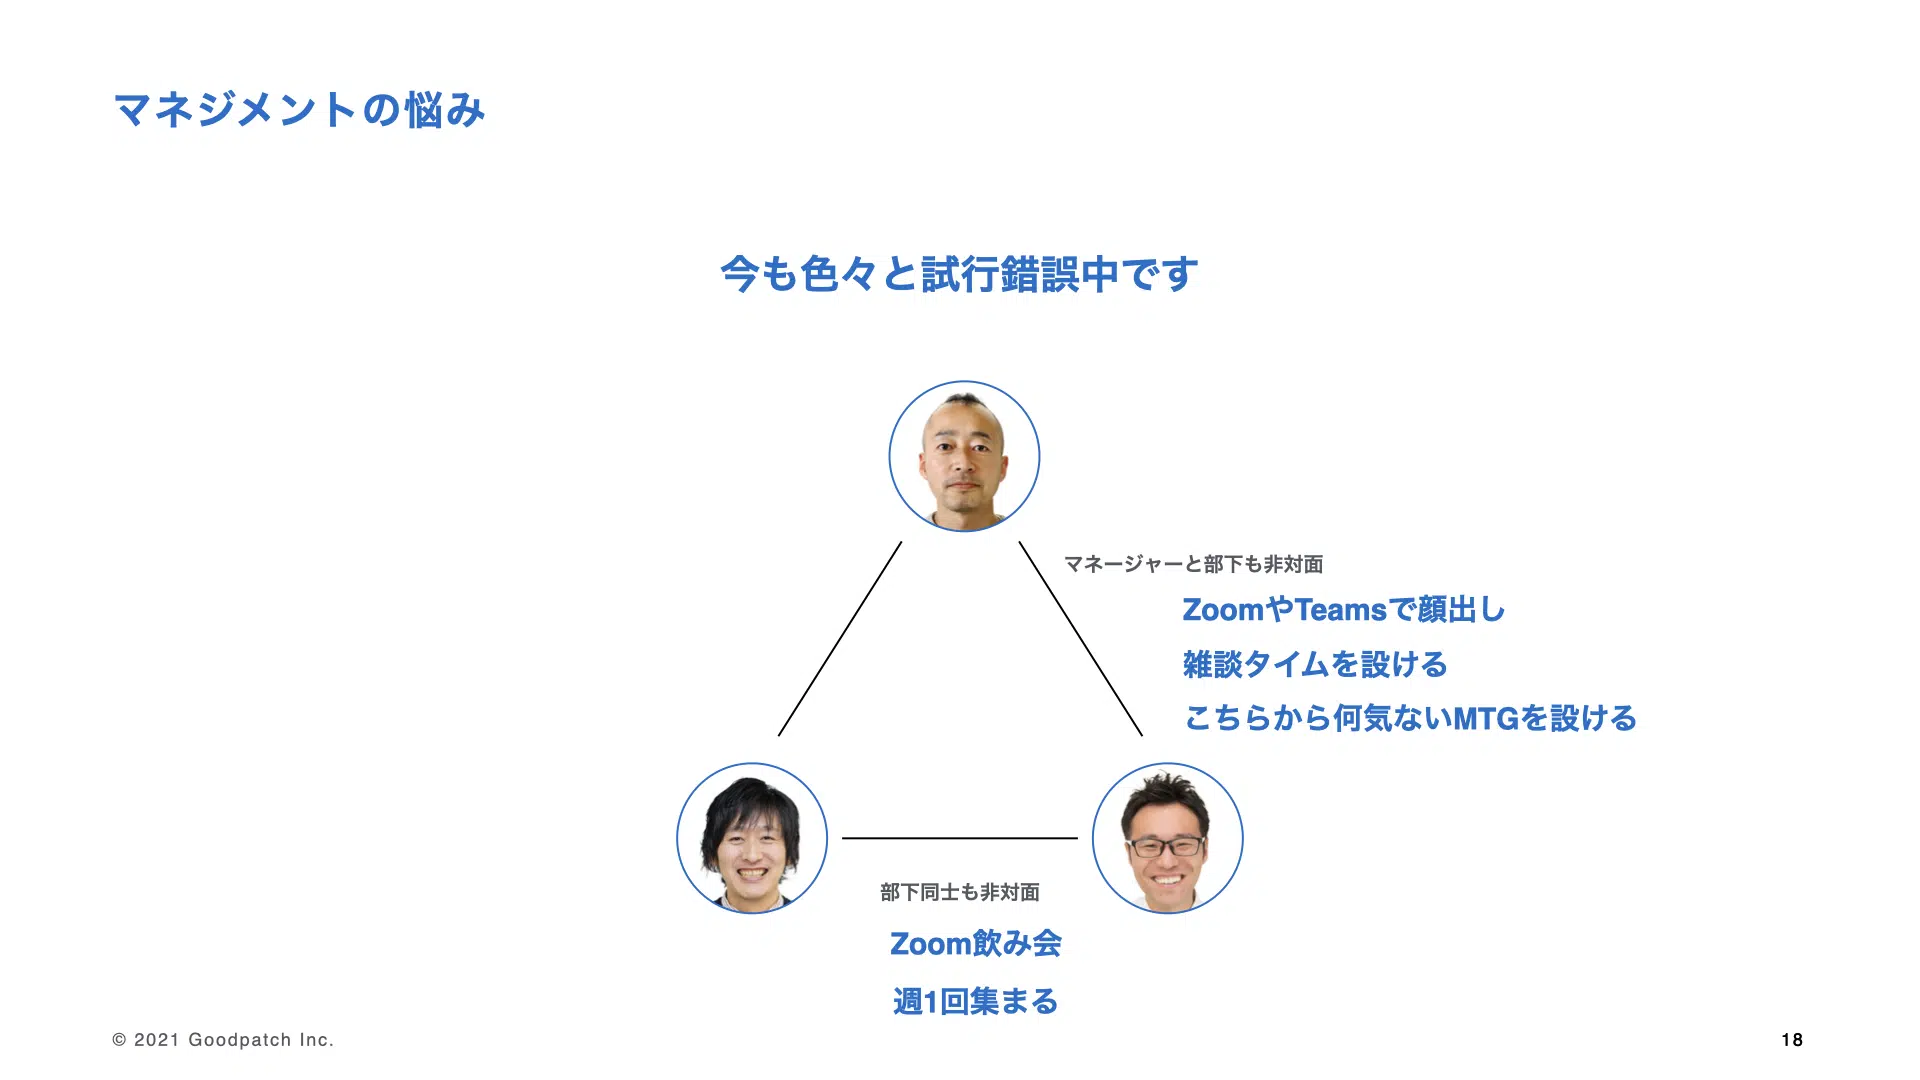 マネジメントの悩み
今も色々と試行錯誤中です
マネージャーと部下も非対面
ZoomやTeamsで顔出し
雑談タイムを設ける
こちらから何気ないMTGを設ける
部下同士も非対面
Zoom飲み会
週1回集まる
© 2021 Goodpatch Inc.
18